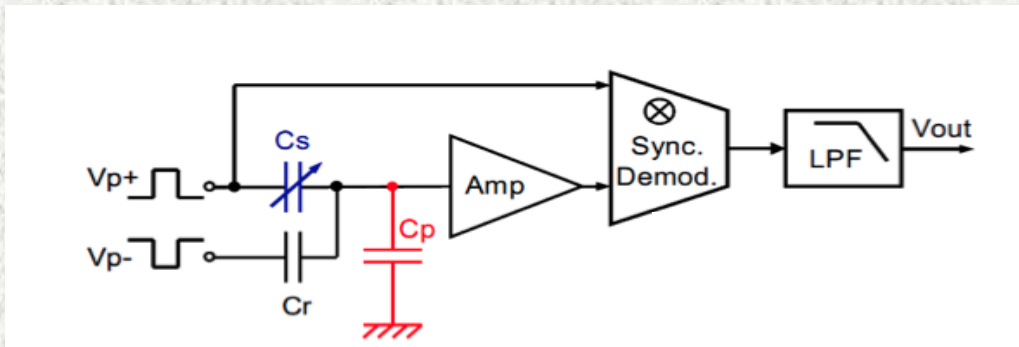 Cs
Vp+
Vp-
Cr
Cp
Amp
Sync.
Demod.
LPF
Vout